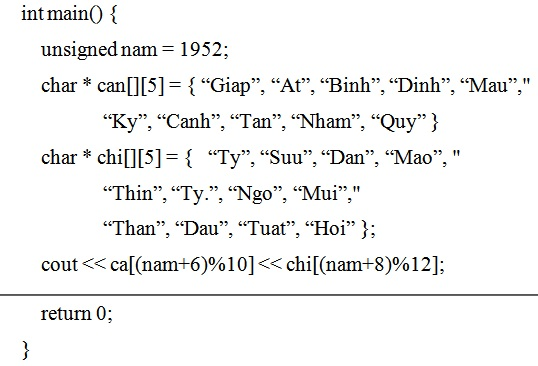 int main() {
unsigned nam = 1952;
char * can[][5] = { “Giap”, “At”, “Binh”, “Dinh”, “Mau”,"
“Ky”, “Canh”, “Tan”, “Nham”, “Quy” }
char * chi[][5] = { “Ty”, “Suu”, “Dan”, “Mao”, "
“Thin”, “Ty.”, “Ngo”, “Mui”,"
“Than”, “Dau”, “Tuat”, “Hoi” };
cout << ca[(nam+6)%10] << chi[(nam+8)%12];
return 0;
}